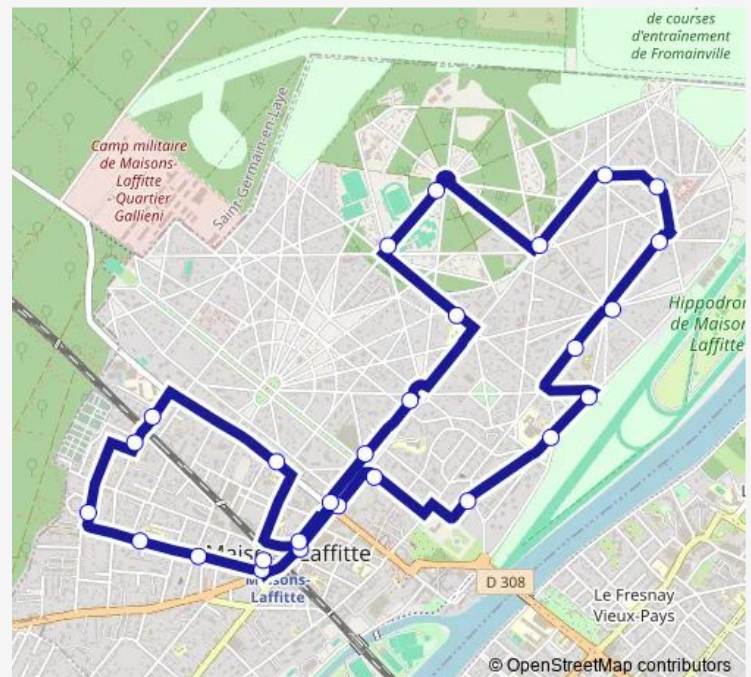 de courses
d'entraînement
de Fromainville
Camp militaire
de Maisons-
Laffitte
- Quartier
Gallieni
Saint-Germain-en-Laye
Hippodrom
de Maison
Laffitte
Maisons-Laffitte
Maisons-
Laffitte
D 308
Le Fresnay
Vieux-Pays
© OpenStreetMap contributors